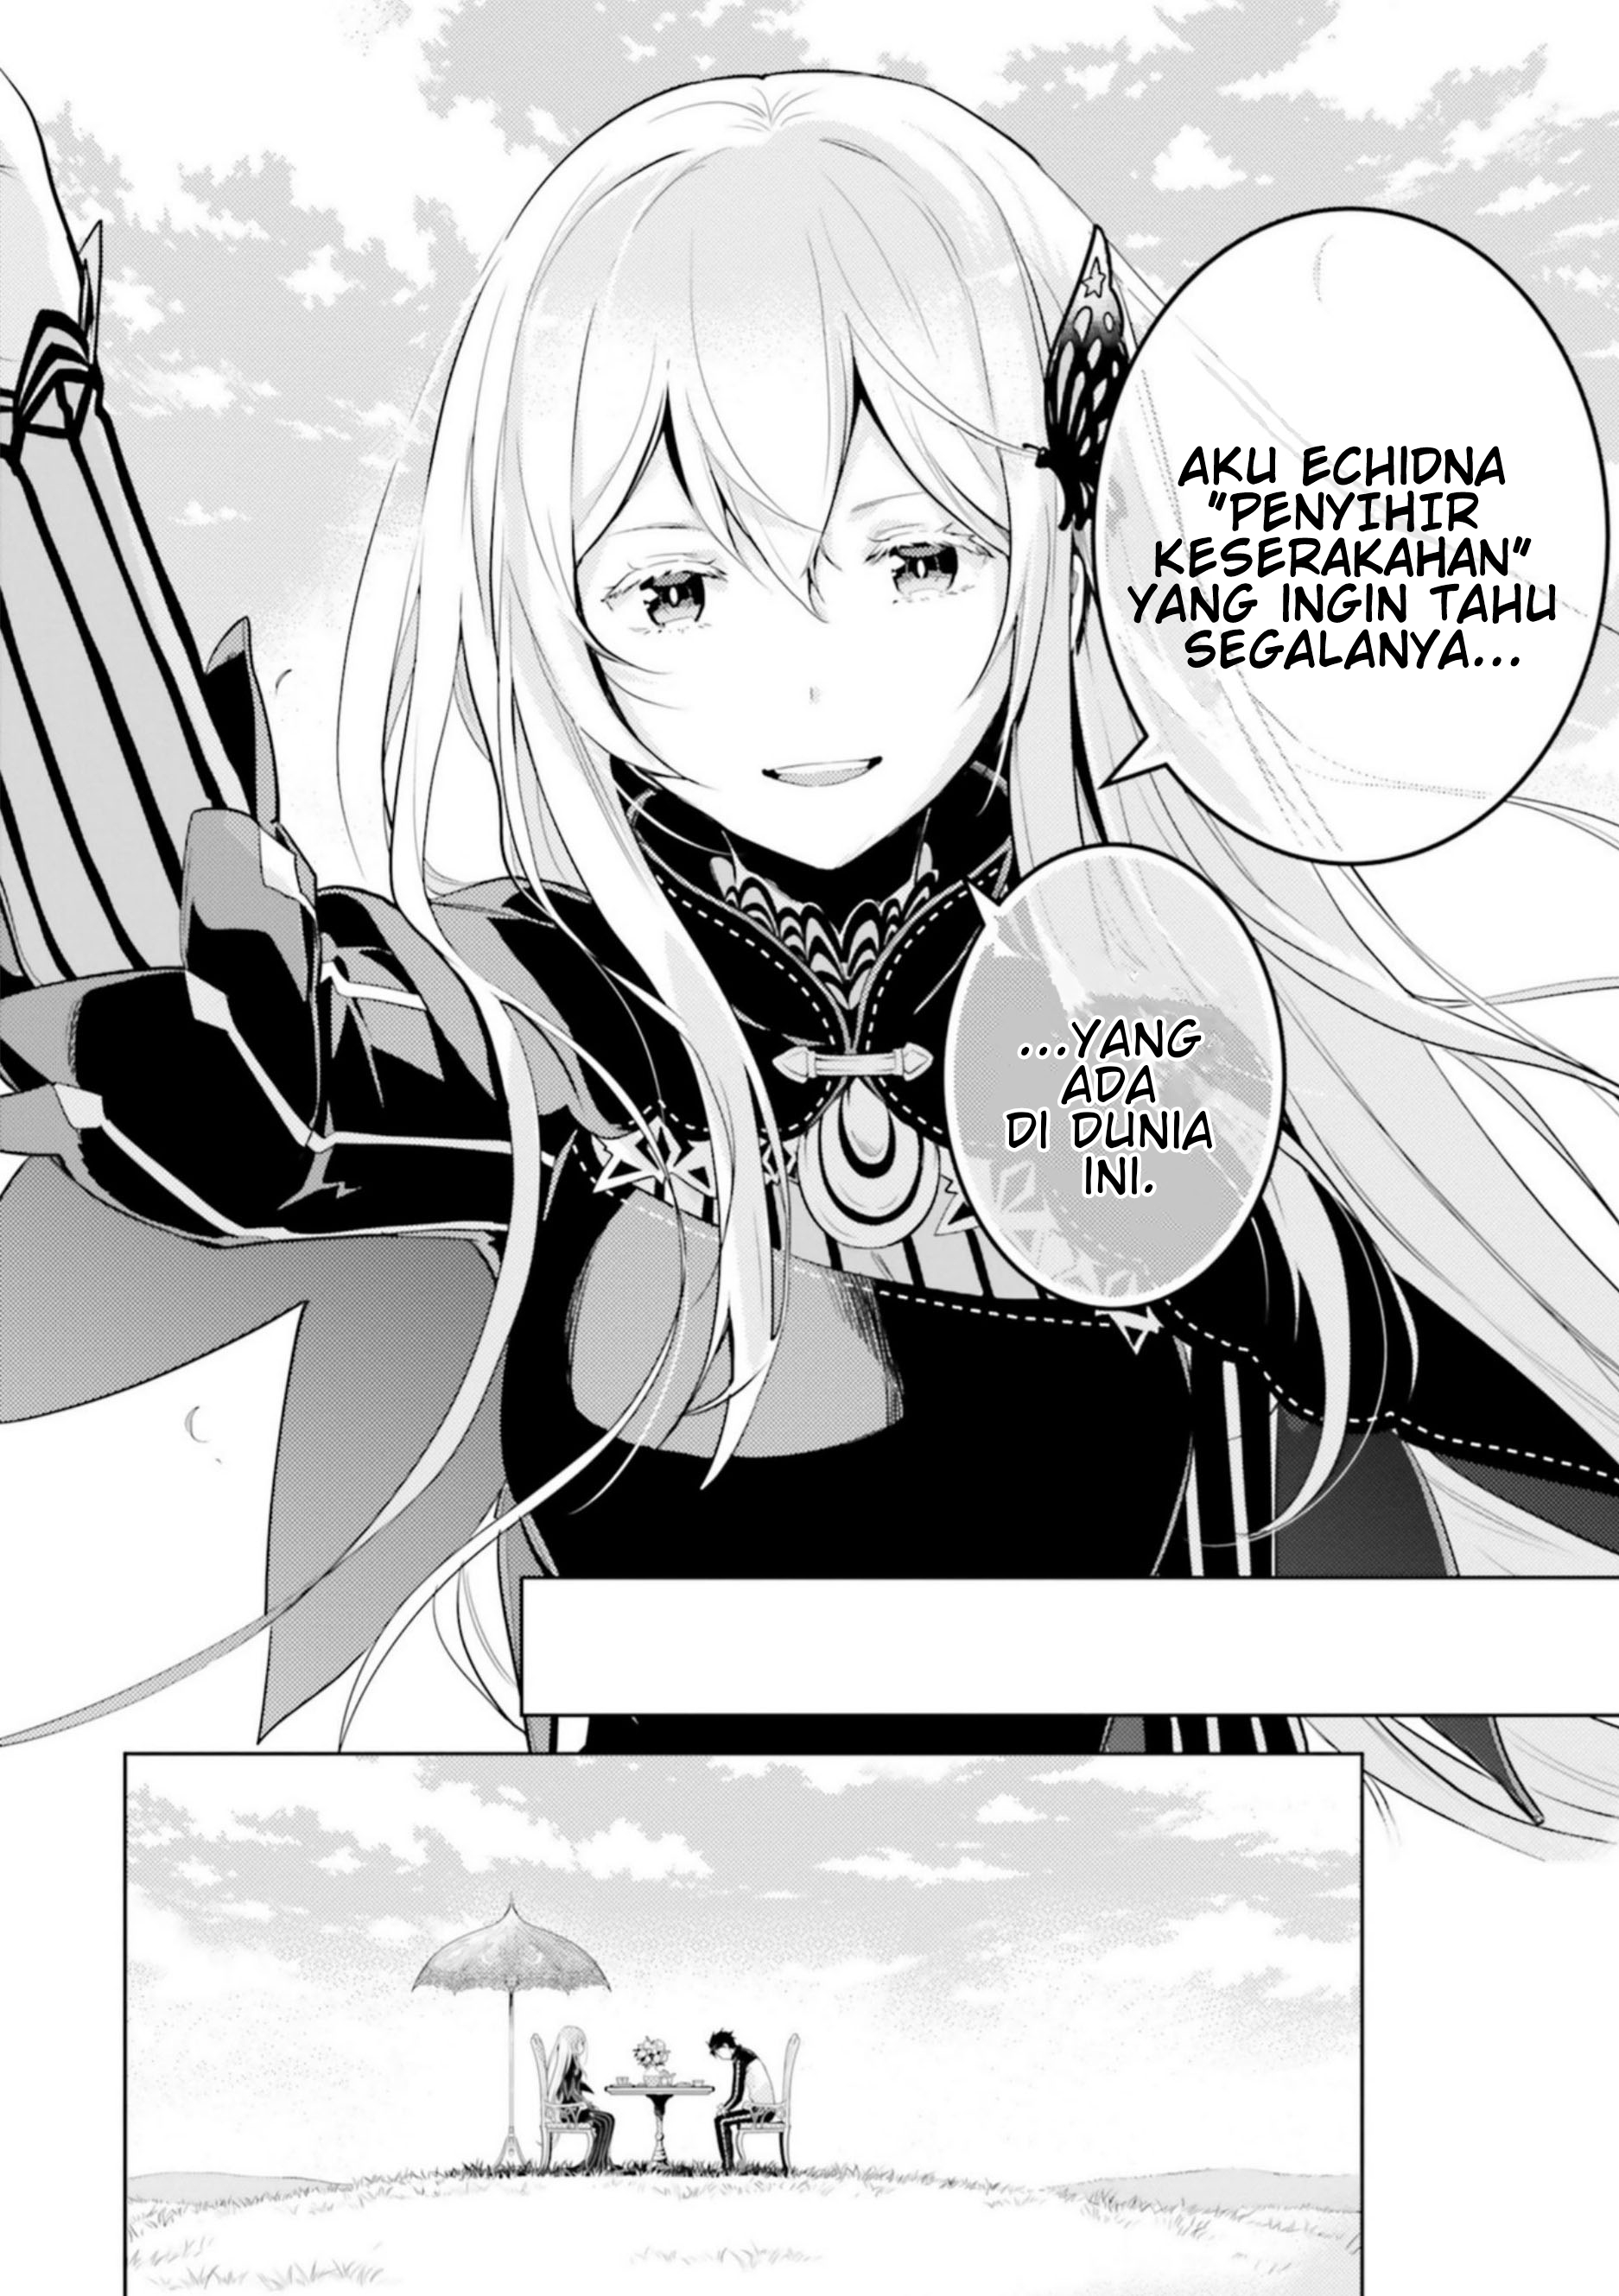 AKU ECHIDNA
"PENYIHIR
KESERAKAHAN"
YANG INGIN TAHU
SEGALANYA...
...YANG
ADA
DI DUNIA
INI.